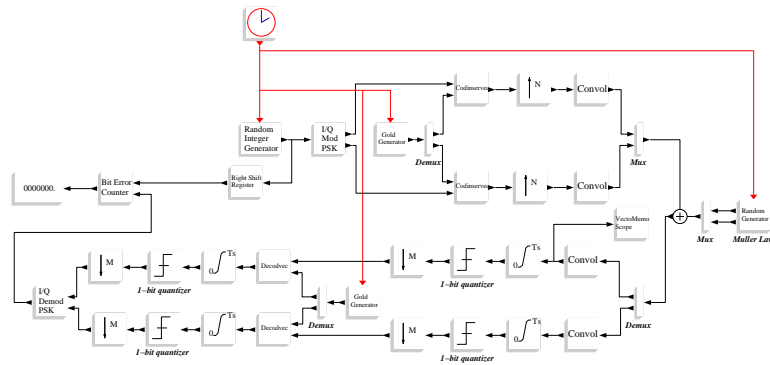 Codinservec
N
Convol
Random
Integer
Generator
I/Q
Mod
PSK
Gold
Generator
Demux
Mux
Codinservec
N
Convol
0000000.
Bit Error
Counter
Right Shift
Register
VectoMemo
Scope
Mux
Random
Generator
Muller Law
M
1-bit quantizer
0
Ts
Decodvec
M
1-bit quantizer
0
Ts
Convol
I/Q
Demod
PSK
Demux
Gold
Generator
Demux
M
1-bit quantizer
0
Ts
Decodvec
M
1-bit quantizer
0
Ts
Convol